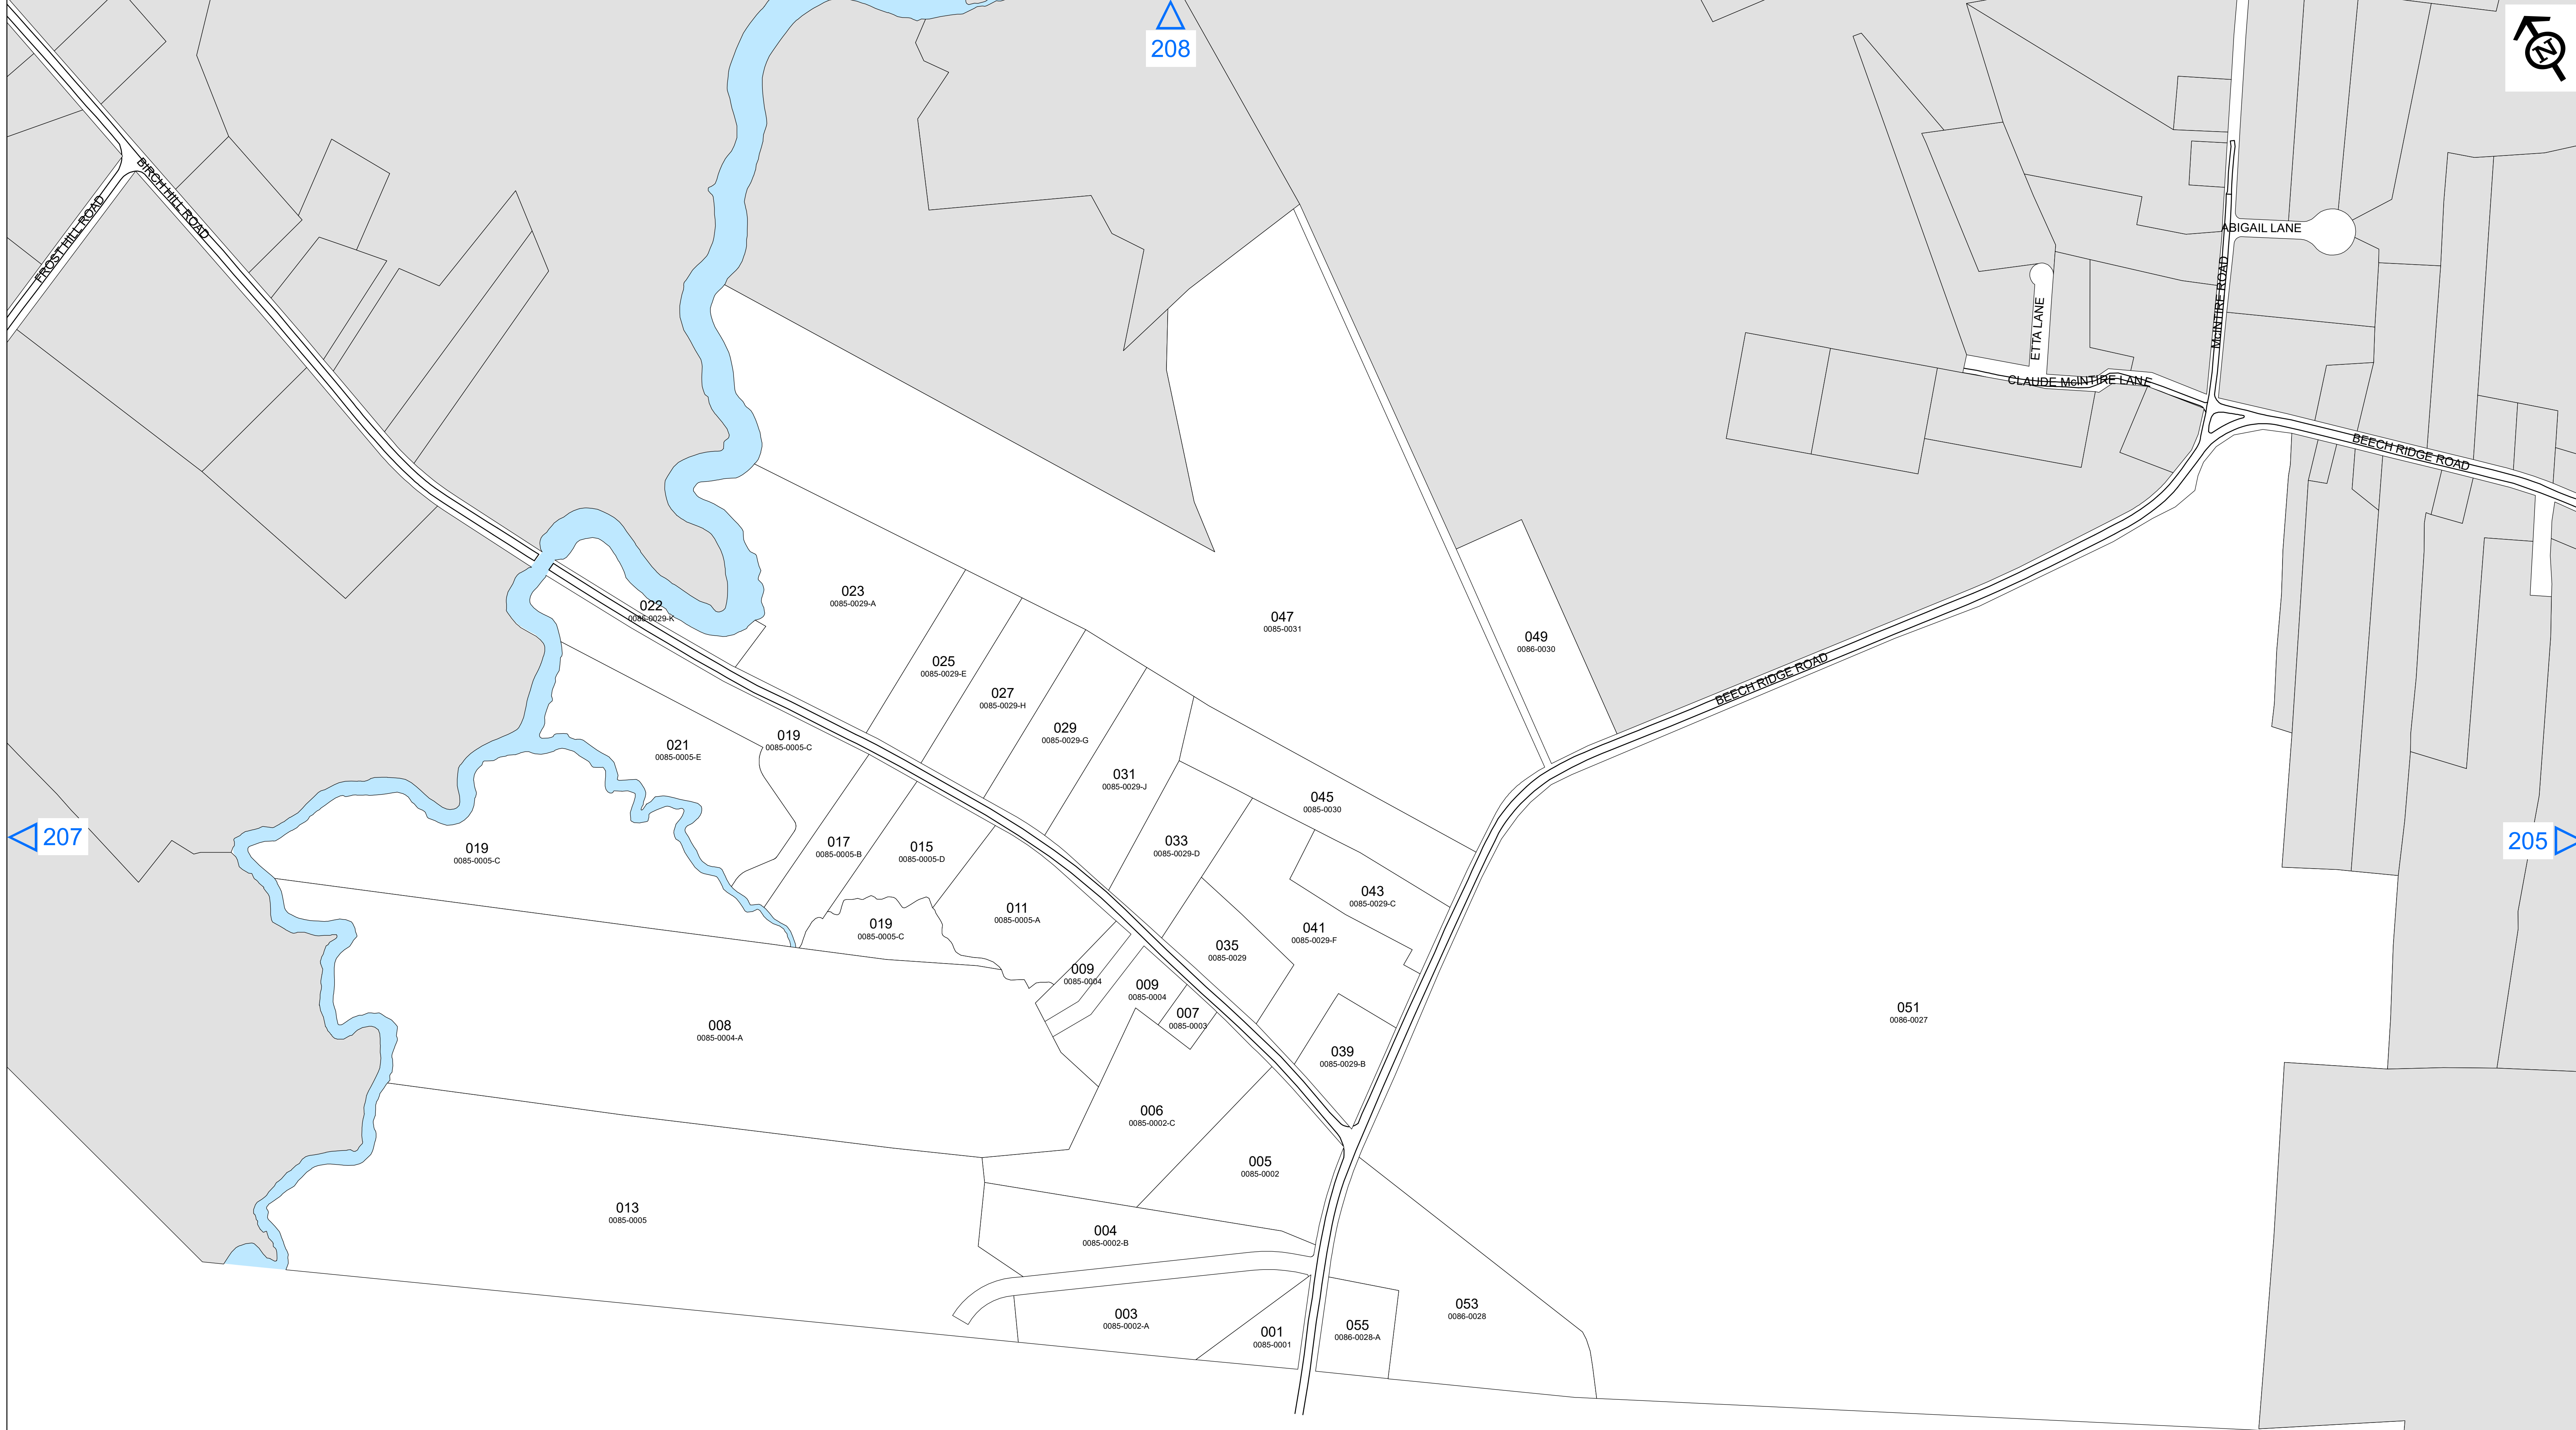 208
N
BIRCH HILL ROAD
FROST HILL ROAD
ABIGAIL LANE
McINTIRE ROAD
ETTA LANE
CLAUDE McINTIRE LANE
BEECH RIDGE ROAD
023
0085-0029-A
022
0085-0029-K
047
0085-0031
049
0086-0030
025
0085-0029-E
027
0085-0029-H
BEECH RIDGE ROAD
029
0085-0029-G
019
0085-0005-C
021
0085-0005-E
031
0085-0029-J
045
0085-0030
207
205
033
0085-0029-D
017
0085-0005-B
015
0085-0005-D
019
0085-0005-C
043
0085-0029-C
011
0085-0005-A
019
0085-0005-C
041
0085-0029-F
035
0085-0029
009
0085-0004
009
0085-0004
007
0085-0003
051
0086-0027
008
0085-0004-A
039
0085-0029-B
006
0085-0002-C
005
0085-0002
013
0085-0005
004
0085-0002-B
053
0086-0028
003
0085-0002-A
055
0086-0028-A
001
0085-0001